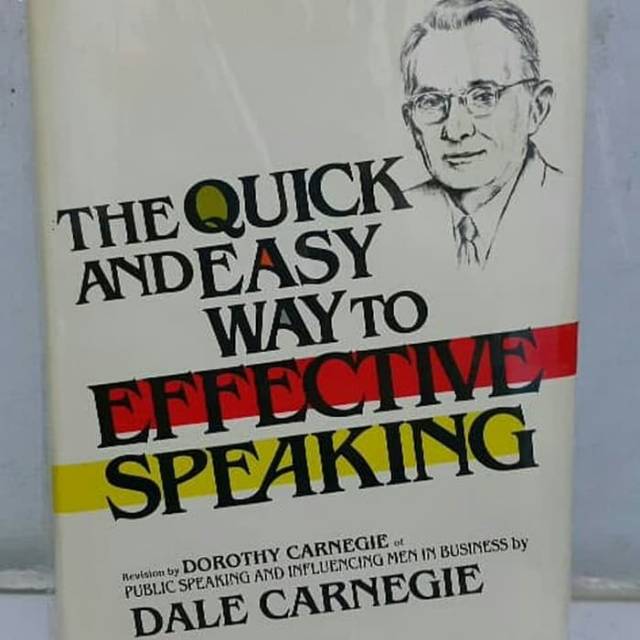 THE QUICK
AND EASY
WAY TO
EFFECTIVE
SPEAKING
Revision by DOROTHY CARNEGIE of
PUBLIC SPEAKING AND INFLUENCING MEN IN BUSINESS by
DALE CARNEGIE